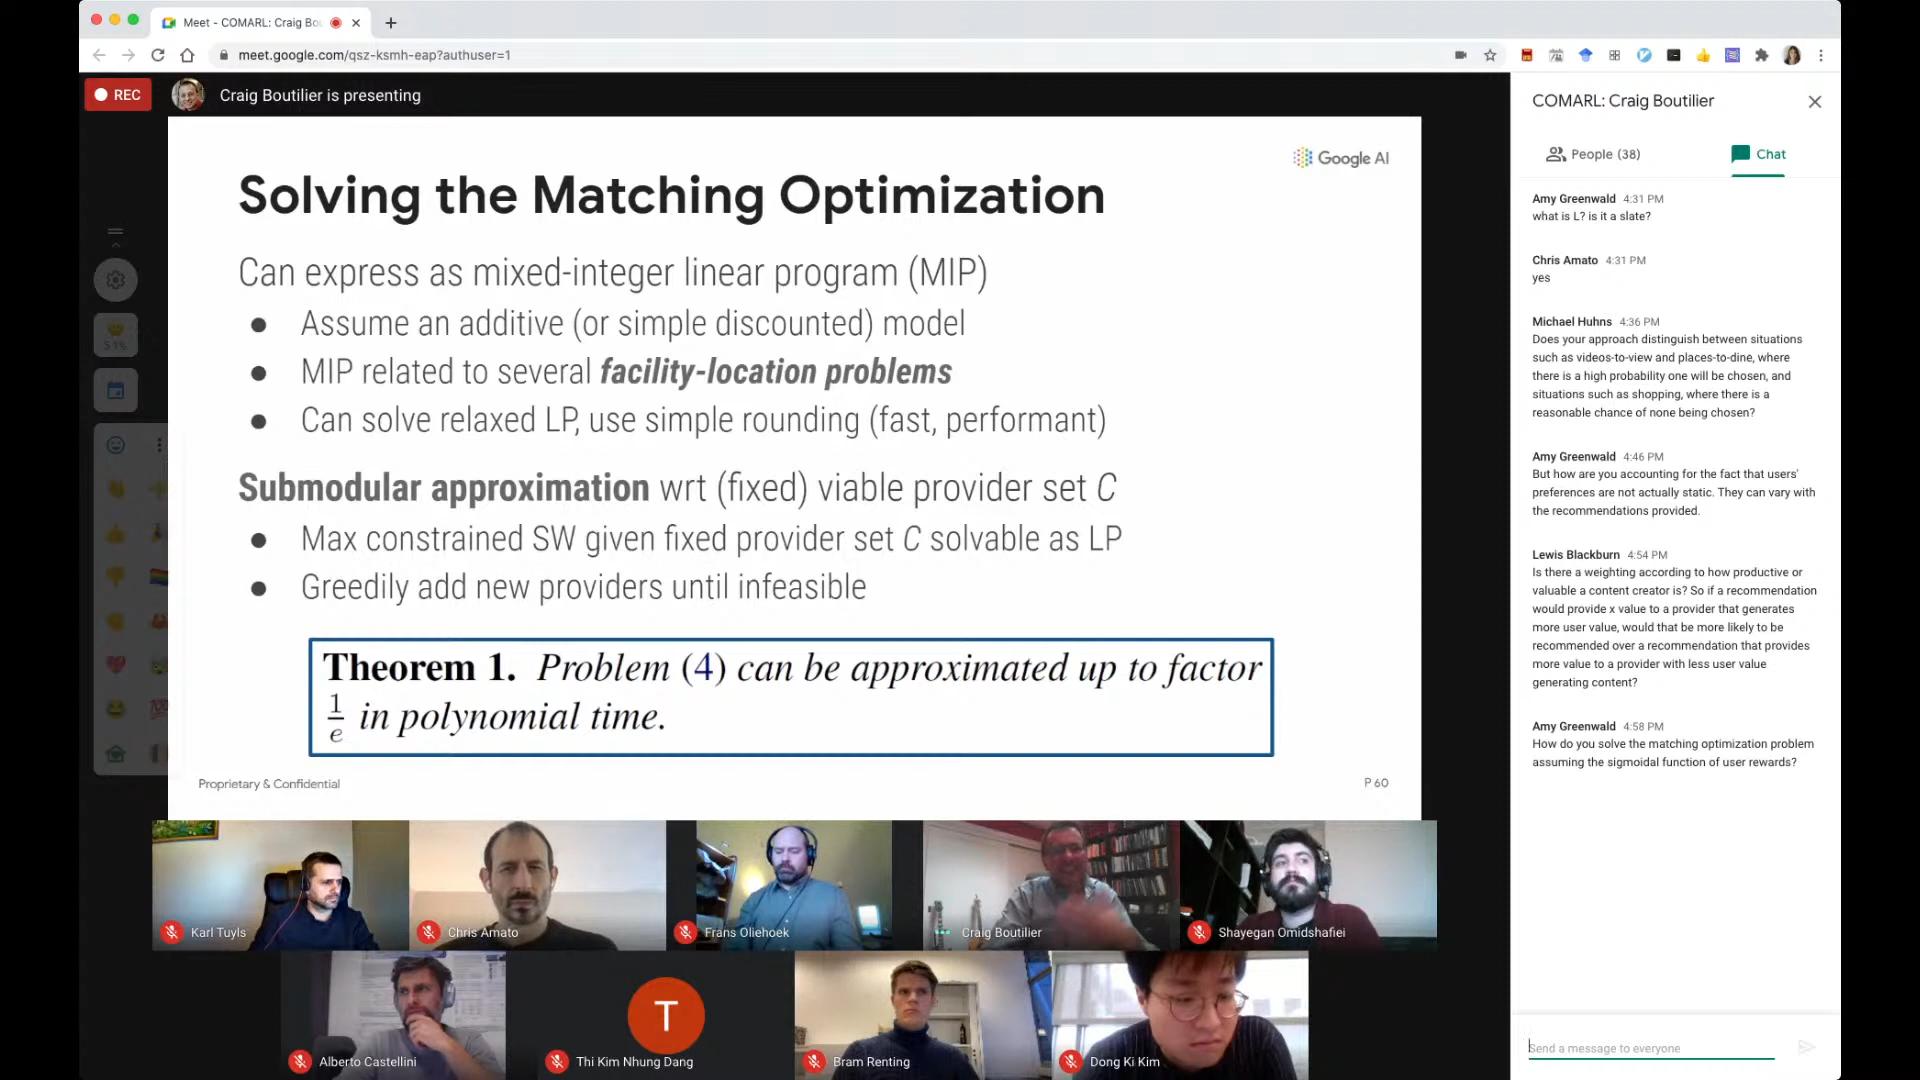 Meet - COMARL: Craig Bou
meet.google.com/qsz-ksmh-eap?authuser=1
REC
Craig Boutilier is presenting
Google AI
Solving the Matching Optimization
Can express as mixed-integer linear program (MIP)
● Assume an additive (or simple discounted) model
● MIP related to several facility-location problems
● Can solve relaxed LP, use simple rounding (fast, performant)
Submodular approximation wrt (fixed) viable provider set C
● Max constrained SW given fixed provider set C solvable as LP
● Greedily add new providers until infeasible
Theorem 1. Problem (4) can be approximated up to factor
1/e in polynomial time.
Proprietary & Confidential
P 60
Karl Tuyls
Chris Amato
Frans Oliehoek
Craig Boutilier
Shayegan Omidshafiei
Alberto Castellini
T
Thi Kim Nhung Dang
Bram Renting
Dong Ki Kim
COMARL: Craig Boutilier
People (38)
Chat
Amy Greenwald 4:31 PM
what is L? is it a slate?
Chris Amato 4:31 PM
yes
Michael Huhns 4:36 PM
Does your approach distinguish between situations
such as videos-to-view and places-to-dine, where
there is a high probability one will be chosen, and
situations such as shopping, where there is a
reasonable chance of none being chosen?
Amy Greenwald 4:46 PM
But how are you accounting for the fact that users'
preferences are not actually static. They can vary with
the recommendations provided.
Lewis Blackburn 4:54 PM
Is there a weighting according to how productive or
valuable a content creator is? So if a recommendation
would provide x value to a provider that generates
more user value, would that be more likely to be
recommended over a recommendation that provides
more value to a provider with less user value
generating content?
Amy Greenwald 4:58 PM
How do you solve the matching optimization problem
assuming the sigmoidal function of user rewards?
Send a message to everyone